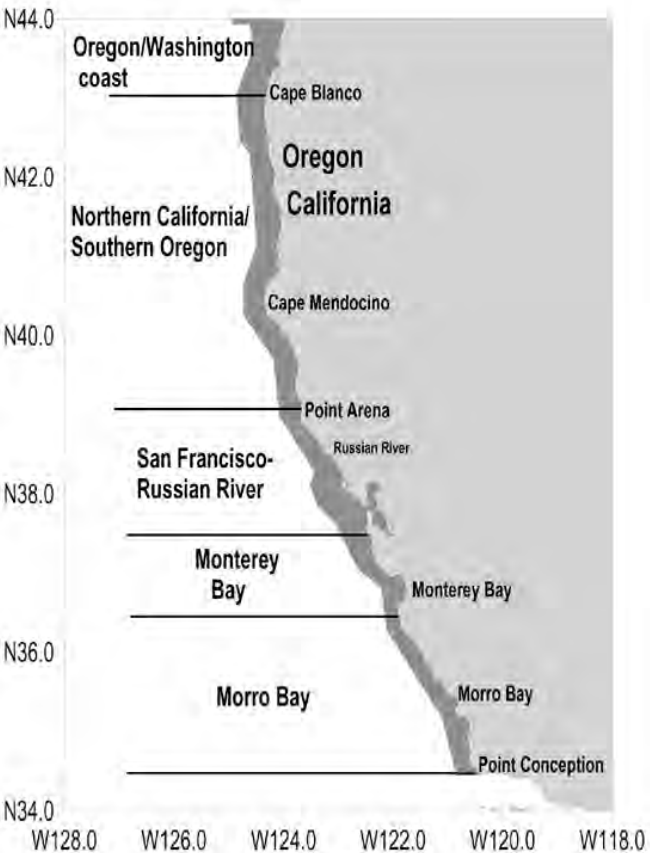 N44.0
Oregon/Washington
coast
Cape Blanco
Oregon
N42.0
California
Northern California/
Southern Oregon
Cape Mendocino
N40.0
Point Arena
Russian River
San Francisco-
Russian River
N38.0
Monterey
Bay
Monterey Bay
N36.0
Morro Bay
Morro Bay
Point Conception
N34.0
W128.0 W126.0 W124.0 W122.0 W120.0 W118.0